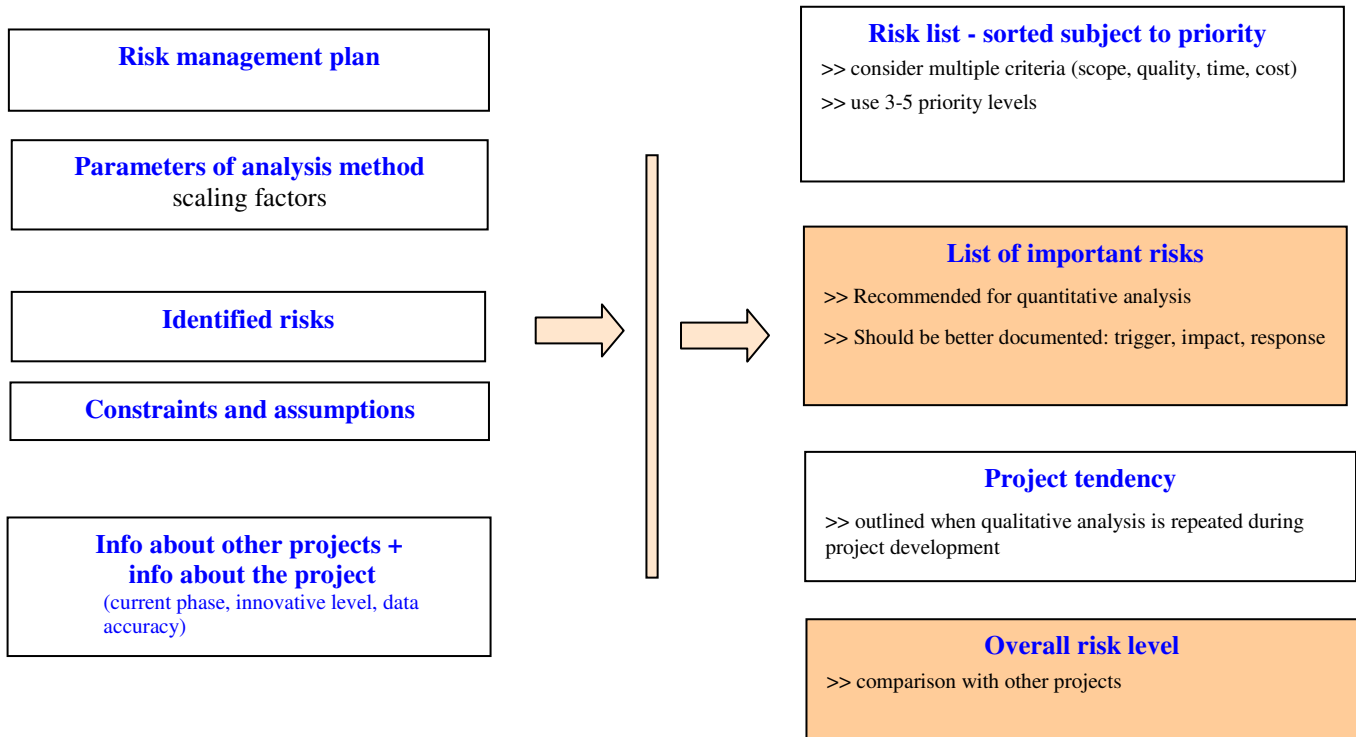 Risk management plan
Parameters of analysis method
scaling factors
Identified risks
Constraints and assumptions
Info about other projects +
info about the project
(current phase, innovative level, data
accuracy)
Risk list - sorted subject to priority
>> consider multiple criteria (scope, quality, time, cost)
>> use 3-5 priority levels
List of important risks
>> Recommended for quantitative analysis
>> Should be better documented: trigger, impact, response
Project tendency
>> outlined when qualitative analysis is repeated during
project development
Overall risk level
>> comparison with other projects